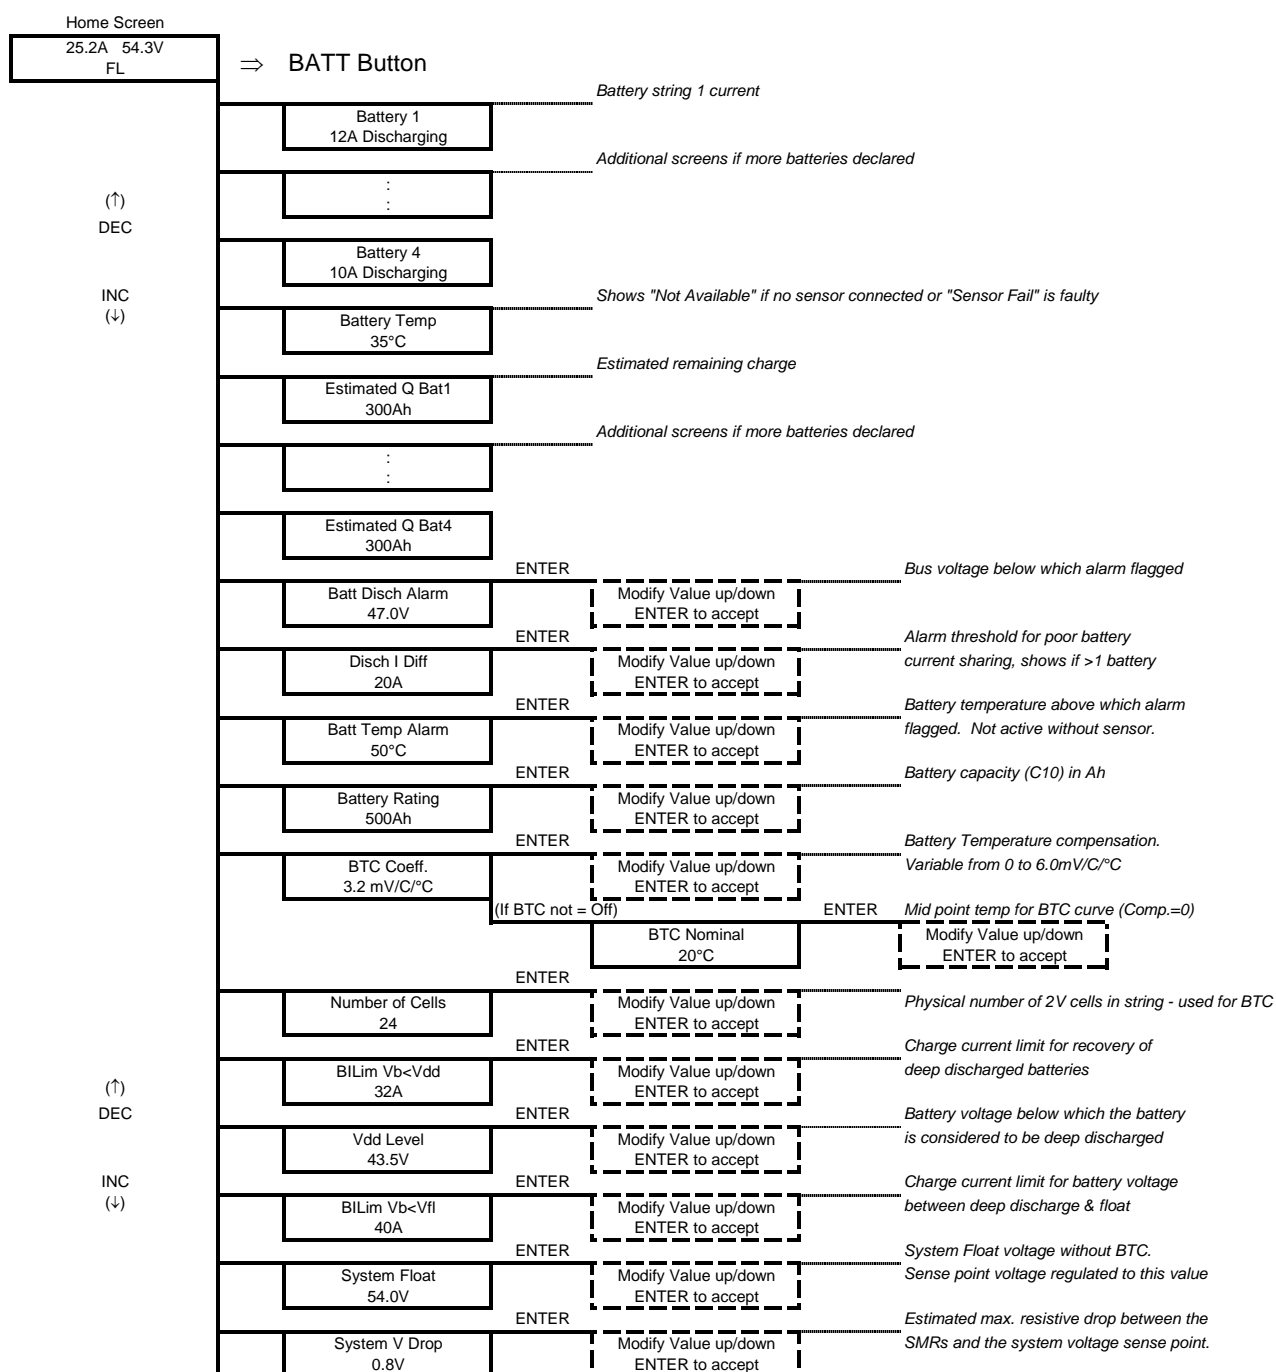 Home Screen
25.2A 54.3V
FL
⇒ BATT Button
Battery string 1 current
Battery 1
12A Discharging
Additional screens if more batteries declared
:
:
(↑)
DEC
Battery 4
10A Discharging
INC
(↓)
Shows "Not Available" if no sensor connected or "Sensor Fail" is faulty
Battery Temp
35°C
Estimated remaining charge
Estimated Q Bat1
300Ah
Additional screens if more batteries declared
:
:
Estimated Q Bat4
300Ah
ENTER
Bus voltage below which alarm flagged
Batt Disch Alarm
47.0V
Modify Value up/down
ENTER to accept
ENTER
Alarm threshold for poor battery
current sharing, shows if >1 battery
Disch I Diff
20A
Modify Value up/down
ENTER to accept
ENTER
Battery temperature above which alarm
flagged. Not active without sensor.
Batt Temp Alarm
50°C
Modify Value up/down
ENTER to accept
ENTER
Battery capacity (C10) in Ah
Battery Rating
500Ah
Modify Value up/down
ENTER to accept
ENTER
Battery Temperature compensation.
Variable from 0 to 6.0mV/C/°C
BTC Coeff.
3.2 mV/C/°C
Modify Value up/down
ENTER to accept
(If BTC not = Off)
ENTER
Mid point temp for BTC curve (Comp.=0)
BTC Nominal
20°C
Modify Value up/down
ENTER to accept
ENTER
Physical number of 2V cells in string - used for BTC
Number of Cells
24
Modify Value up/down
ENTER to accept
ENTER
Charge current limit for recovery of
deep discharged batteries
BILim Vb<Vdd
32A
Modify Value up/down
ENTER to accept
(↑)
DEC
ENTER
Battery voltage below which the battery
is considered to be deep discharged
Vdd Level
43.5V
Modify Value up/down
ENTER to accept
INC
(↓)
ENTER
Charge current limit for battery voltage
between deep discharge & float
BILim Vb<Vfl
40A
Modify Value up/down
ENTER to accept
ENTER
System Float voltage without BTC.
Sense point voltage regulated to this value
System Float
54.0V
Modify Value up/down
ENTER to accept
ENTER
Estimated max. resistive drop between the
SMRs and the system voltage sense point.
System V Drop
0.8V
Modify Value up/down
ENTER to accept